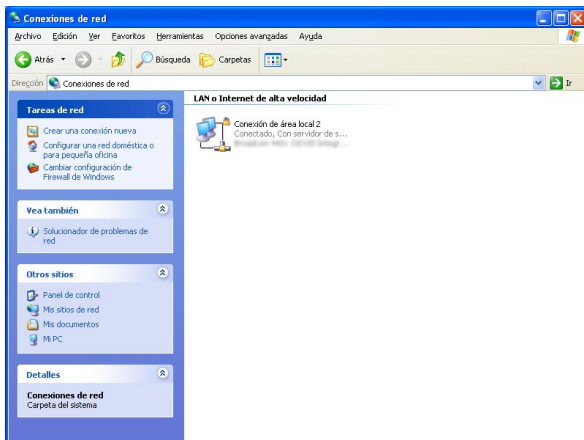 Conexiones de red
Archivo Edición Ver Favoritos Herramientas Opciones avanzadas Ayuda
Atrás Búsqueda Carpetas
Dirección Conexiones de red Ir
Tareas de red
Crear una conexión nueva
Configurar una red doméstica o
para pequeña oficina
Cambiar configuración de
Firewall de Windows
Vea también
Solucionador de problemas de
red
Otros sitios
Panel de control
Mis sitios de red
Mis documentos
Mi PC
Detalles
Conexiones de red
Carpeta del sistema
LAN o Internet de alta velocidad
Conexión de área local 2
Conectado, Con servidor de s...